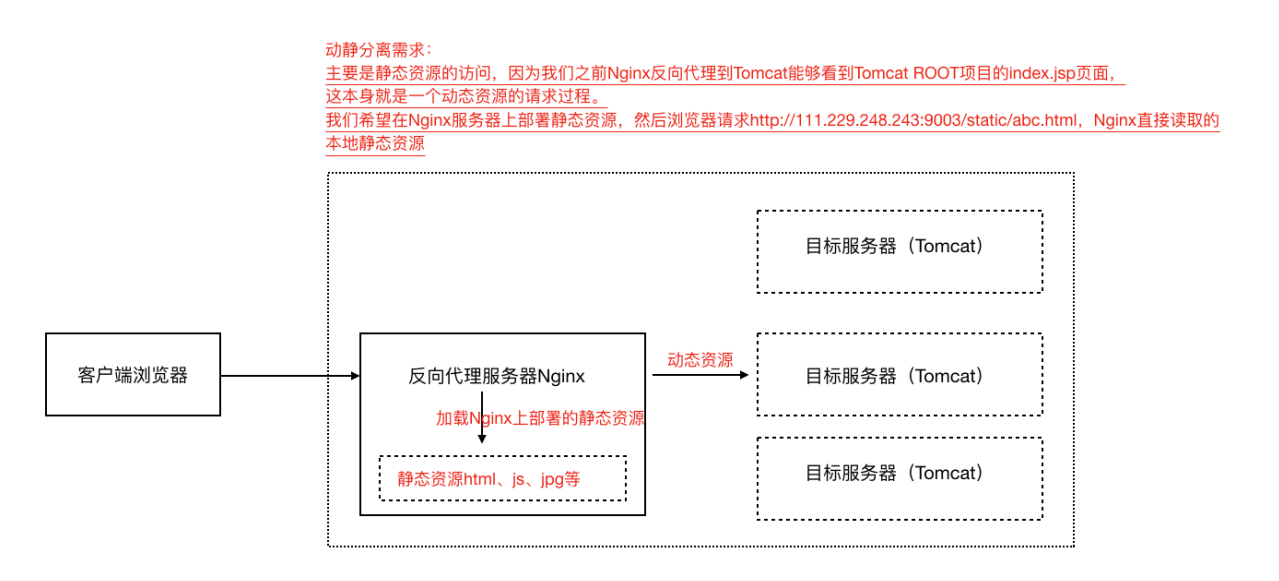 动静分离需求：
主要是静态资源的访问，因为我们之前Nginx反向代理到Tomcat能够看到Tomcat ROOT项目的index.jsp页面，
这本身就是一个动态资源的请求过程。
我们希望在Nginx服务器上部署静态资源，然后浏览器请求http://111.229.248.243:9003/static/abc.html，Nginx直接读取的
本地静态资源
目标服务器（Tomcat）
客户端浏览器
反向代理服务器Nginx
动态资源
目标服务器（Tomcat）
加载Nginx上部署的静态资源
静态资源html、js、jpg等
目标服务器（Tomcat）